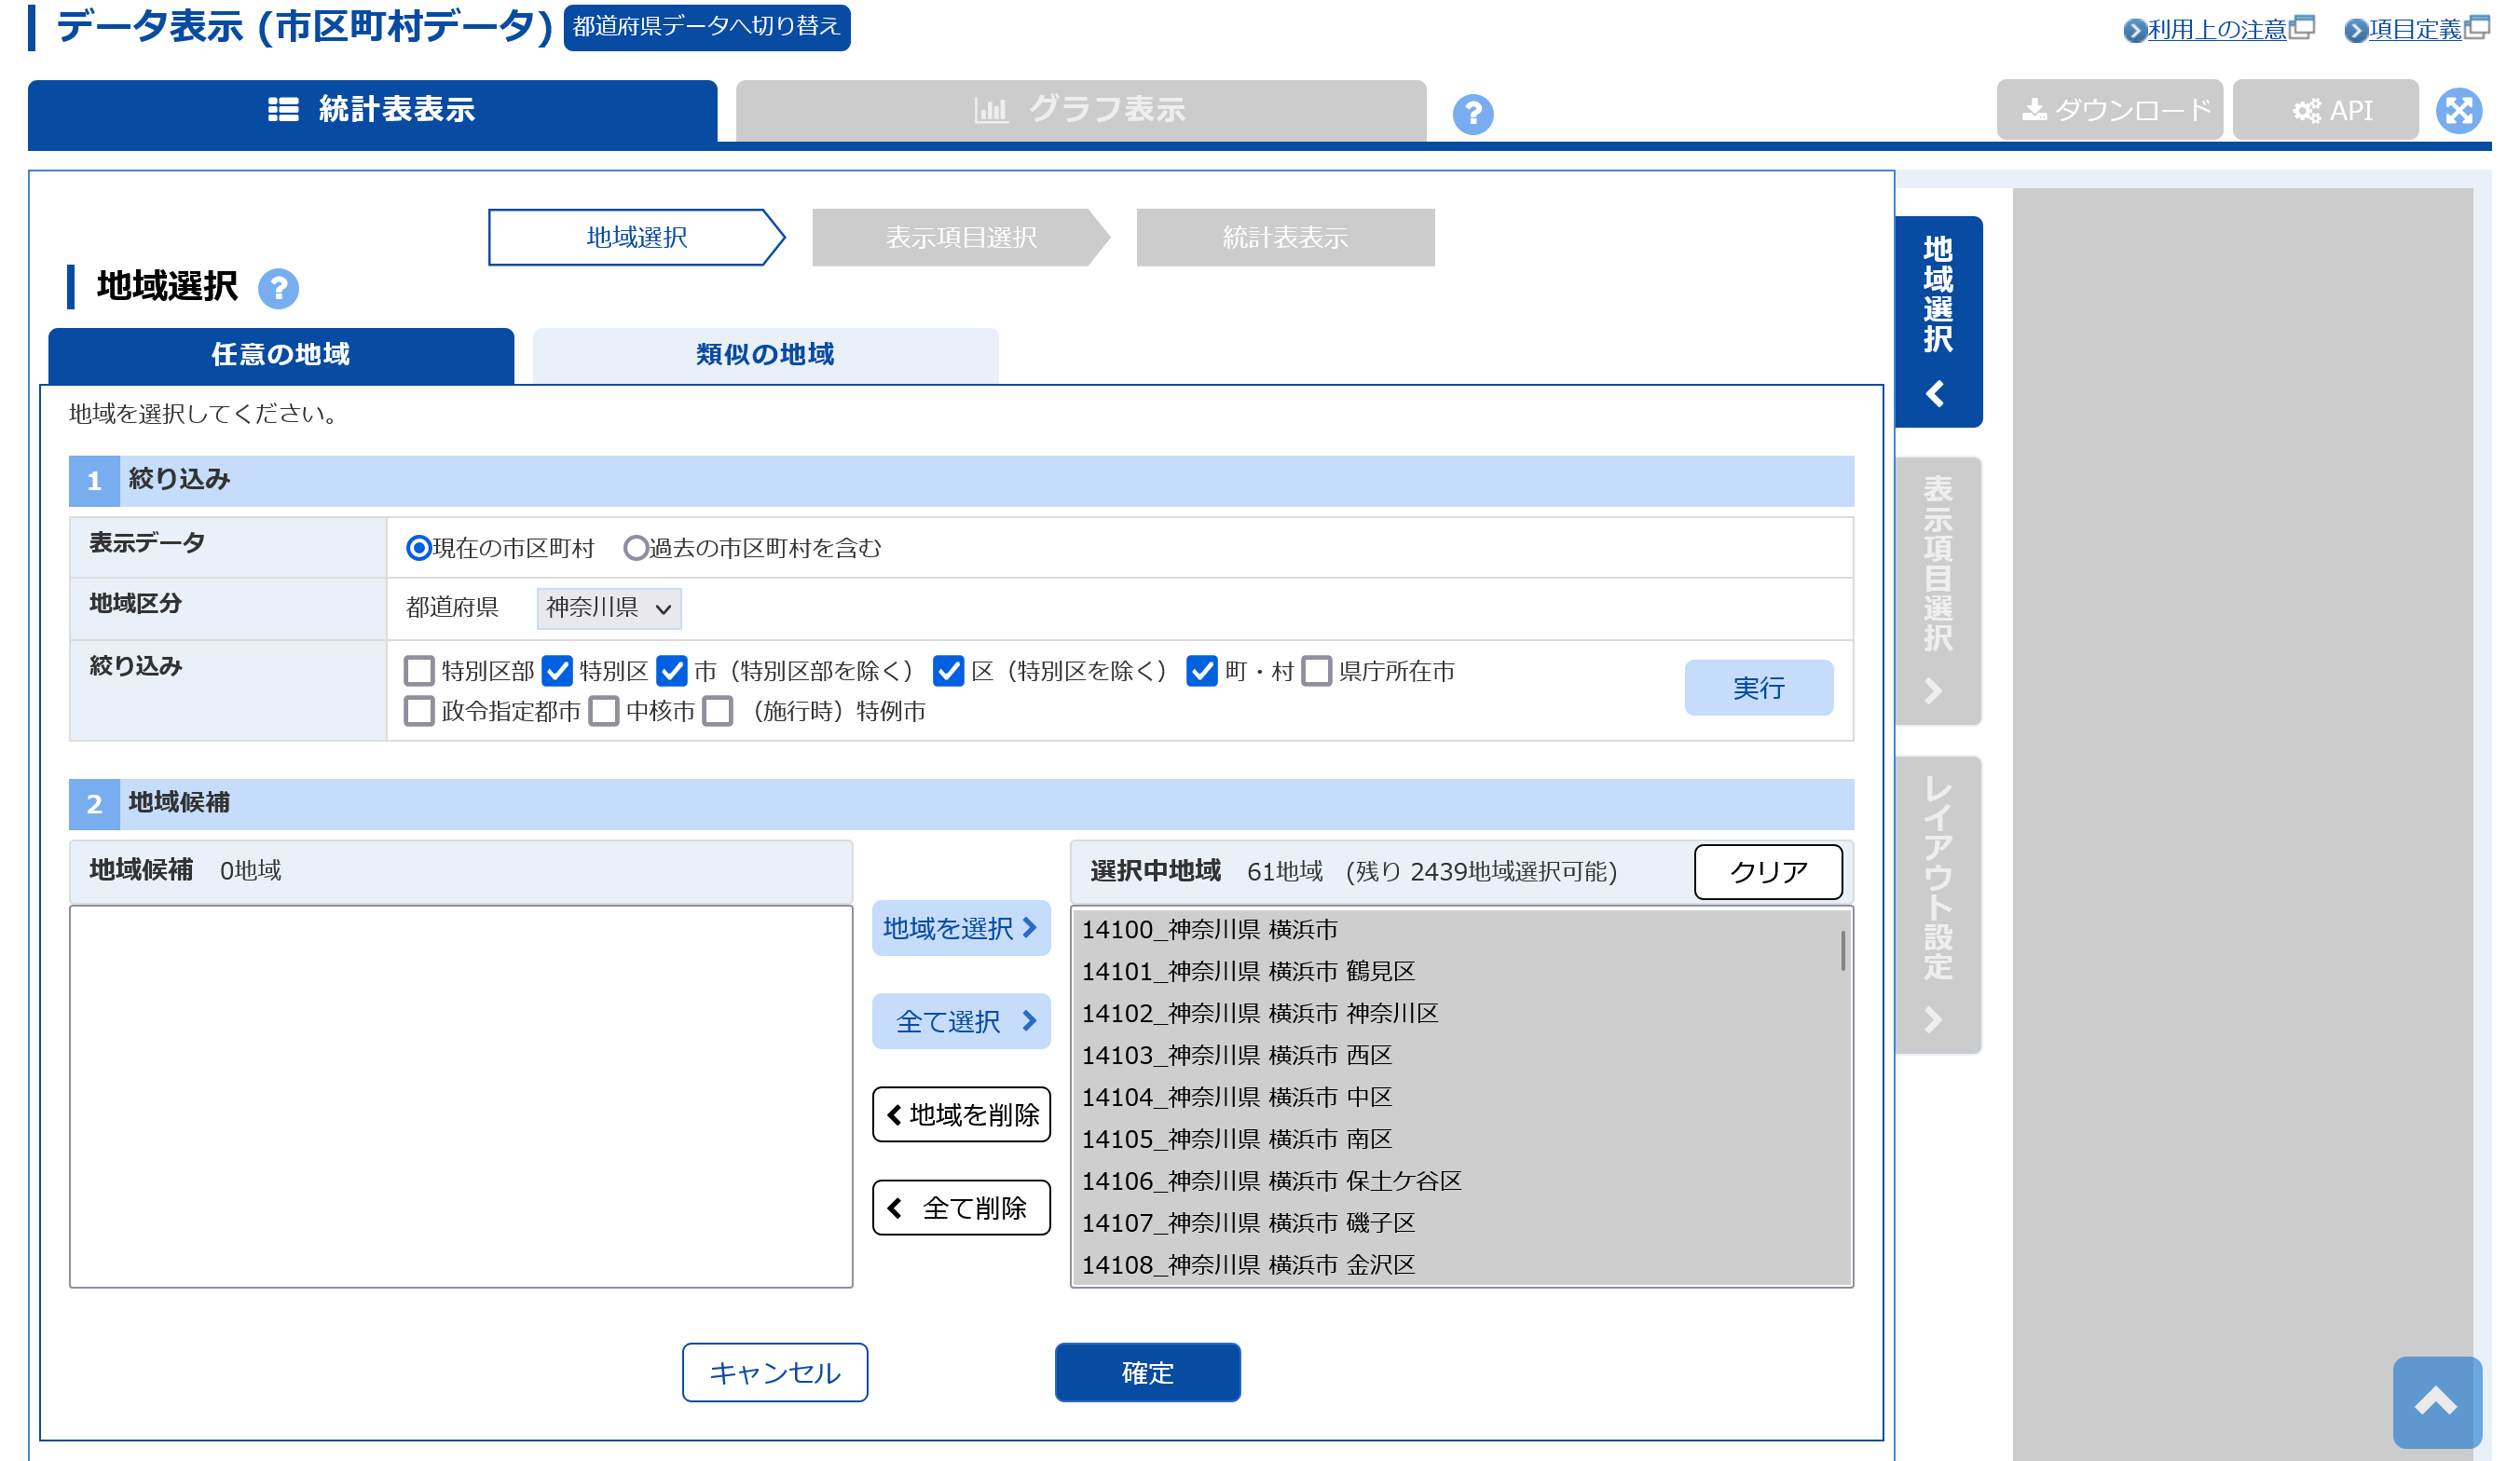 データ表示 (市区町村データ) 都道府県データへ切り替え
利用上の注意 項目定義
統計表表示 グラフ表示 ? ダウンロード API
地域選択 表示項目選択 統計表表示
地域選択 ?
任意の地域 類似の地域
地域を選択してください。
1 絞り込み
表示データ 現在の市区町村 過去の市区町村を含む
地域区分 都道府県 神奈川県
絞り込み 特別区部 特別区 市（特別区部を除く） 区（特別区を除く） 町・村 県庁所在市
政令指定都市 中核市 （施行時）特例市
実行
2 地域候補
地域候補 0地域
地域を選択
全て選択
地域を削除
全て削除
選択中地域 61地域 (残り 2439地域選択可能) クリア
14100_神奈川県 横浜市
14101_神奈川県 横浜市 鶴見区
14102_神奈川県 横浜市 神奈川区
14103_神奈川県 横浜市 西区
14104_神奈川県 横浜市 中区
14105_神奈川県 横浜市 南区
14106_神奈川県 横浜市 保土ケ谷区
14107_神奈川県 横浜市 磯子区
14108_神奈川県 横浜市 金沢区
キャンセル 確定
地域選択
表示項目選択
レイアウト設定